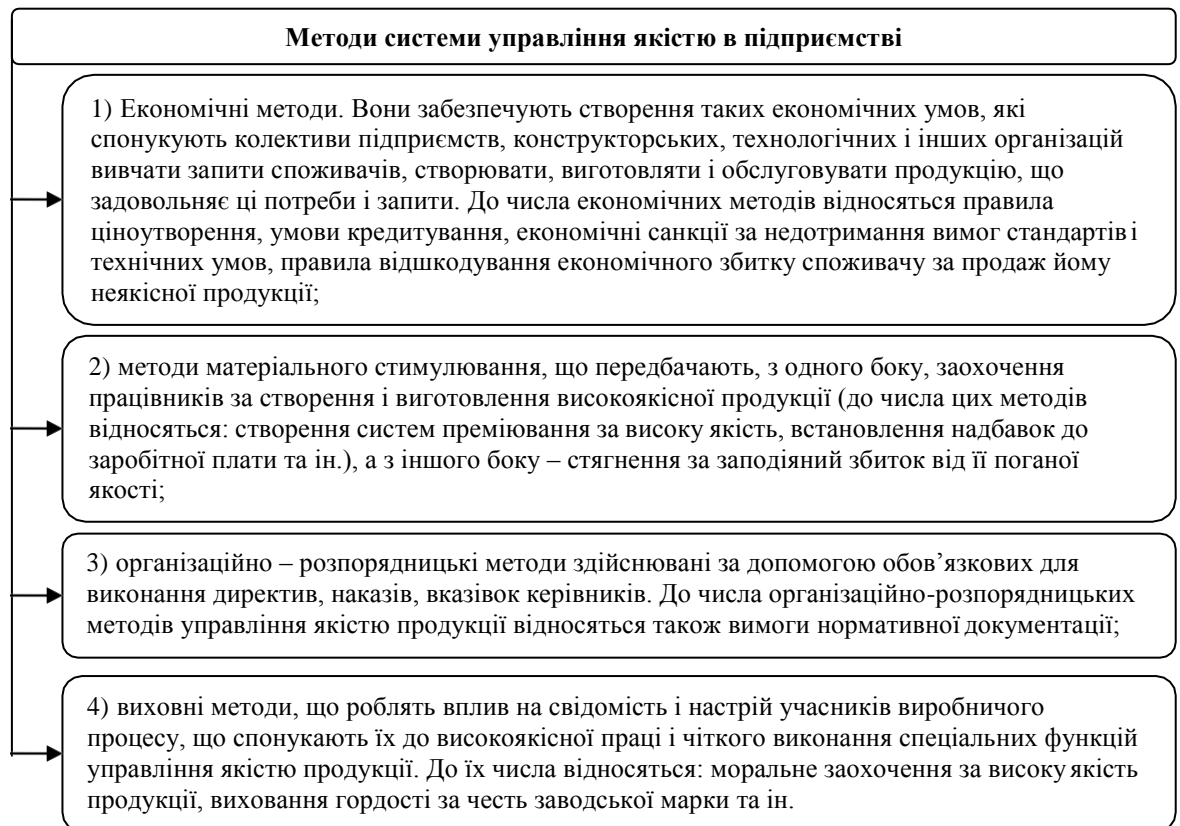 Методи системи управління якістю в підприємстві
1) Економічні методи. Вони забезпечують створення таких економічних умов, які
спонукують колективи підприємств, конструкторських, технологічних і інших організацій
вивчати запити споживачів, створювати, виготовляти і обслуговувати продукцію, що
задовольняє ці потреби і запити. До числа економічних методів відносяться правила
ціноутворення, умови кредитування, економічні санкції за недотримання вимог стандартів і
технічних умов, правила відшкодування економічного збитку споживачу за продаж йому
неякісної продукції;
2) методи матеріального стимулювання, що передбачають, з одного боку, заохочення
працівників за створення і виготовлення високоякісної продукції (до числа цих методів
відносяться: створення систем преміювання за високу якість, встановлення надбавок до
заробітної плати та ін.), а з іншого боку – стягнення за заподіяний збиток від її поганої
якості;
3) організаційно – розпорядницькі методи здійснювані за допомогою обов’язкових для
виконання директив, наказів, вказівок керівників. До числа організаційно-розпорядницьких
методів управління якістю продукції відносяться також вимоги нормативної документації;
4) виховні методи, що роблять вплив на свідомість і настрій учасників виробничого
процесу, що спонукають їх до високоякісної праці і чіткого виконання спеціальних функцій
управління якістю продукції. До їх числа відносяться: моральне заохочення за високу якість
продукції, виховання гордості за честь заводської марки та ін.